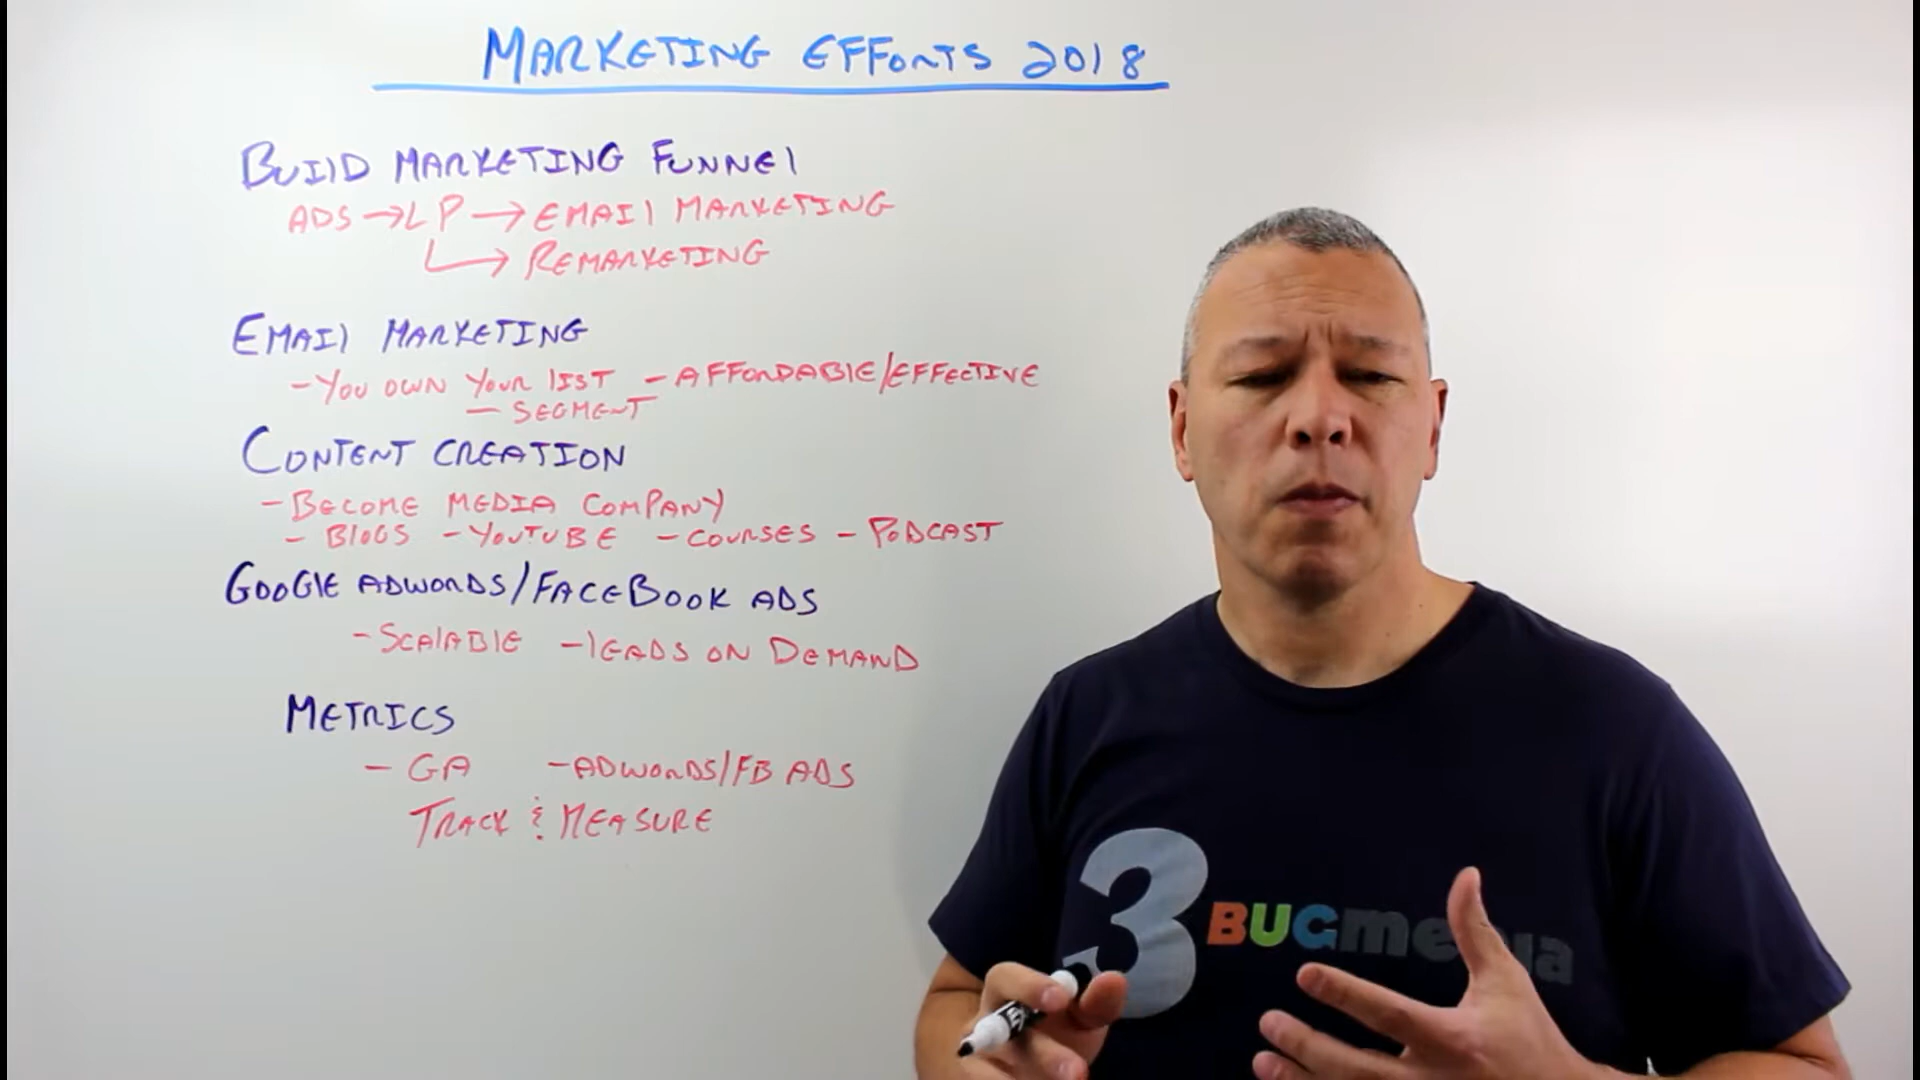 MARKETING EFFORTS 2018
BUILD MARKETING FUNNEL
ADS → LP → EMAIL MARKETING
→ REMARKETING
EMAIL MARKETING
- YOU OWN YOUR LIST - AFFORDABLE/EFFECTIVE
- SEGMENT
CONTENT CREATION
- BECOME MEDIA COMPANY
- BLOGS - YOUTUBE - COURSES - PODCAST
GOOGLE ADWORDS/FACEBOOK ADS
- SCALABLE - LEADS ON DEMAND
METRICS
- GA - ADWORDS/FB ADS
TRACK & MEASURE
3 BUGmedia